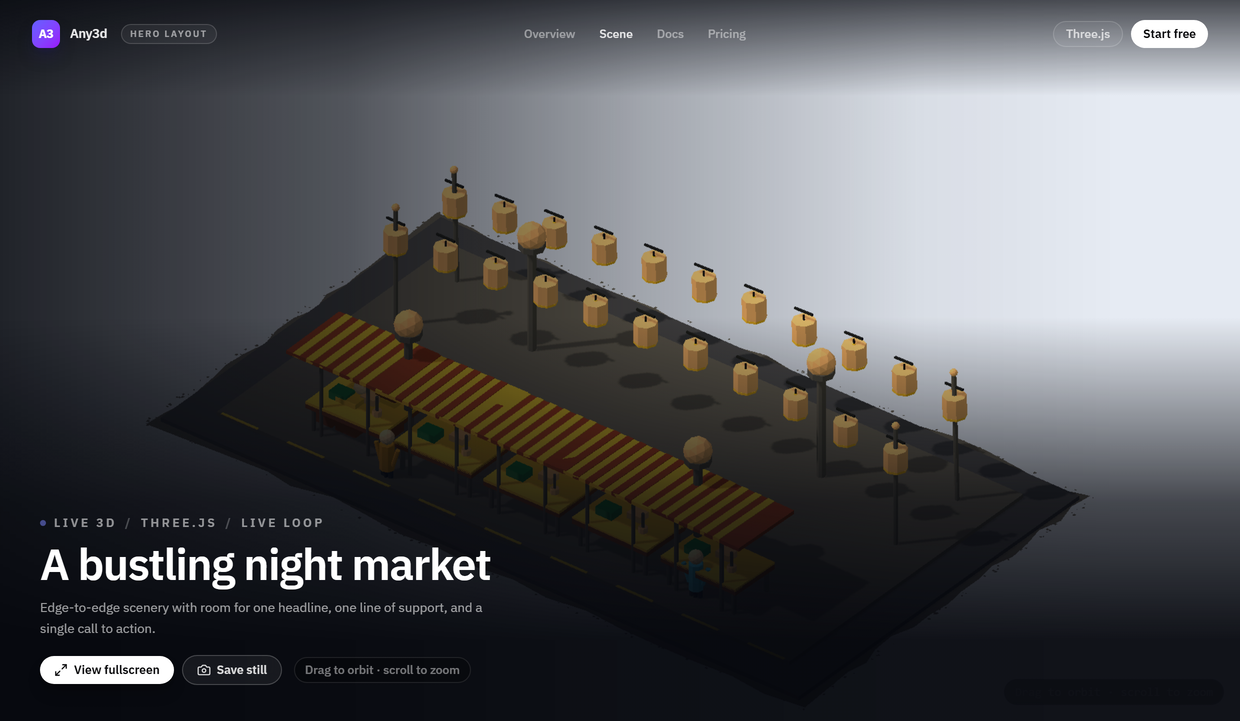 A3 Any3d HERO LAYOUT Overview Scene Docs Pricing Three.js Start free
LIVE 3D / THREE.JS / LIVE LOOP
A bustling night market
Edge-to-edge scenery with room for one headline, one line of support, and a
single call to action.
View fullscreen Save still Drag to orbit · scroll to zoom